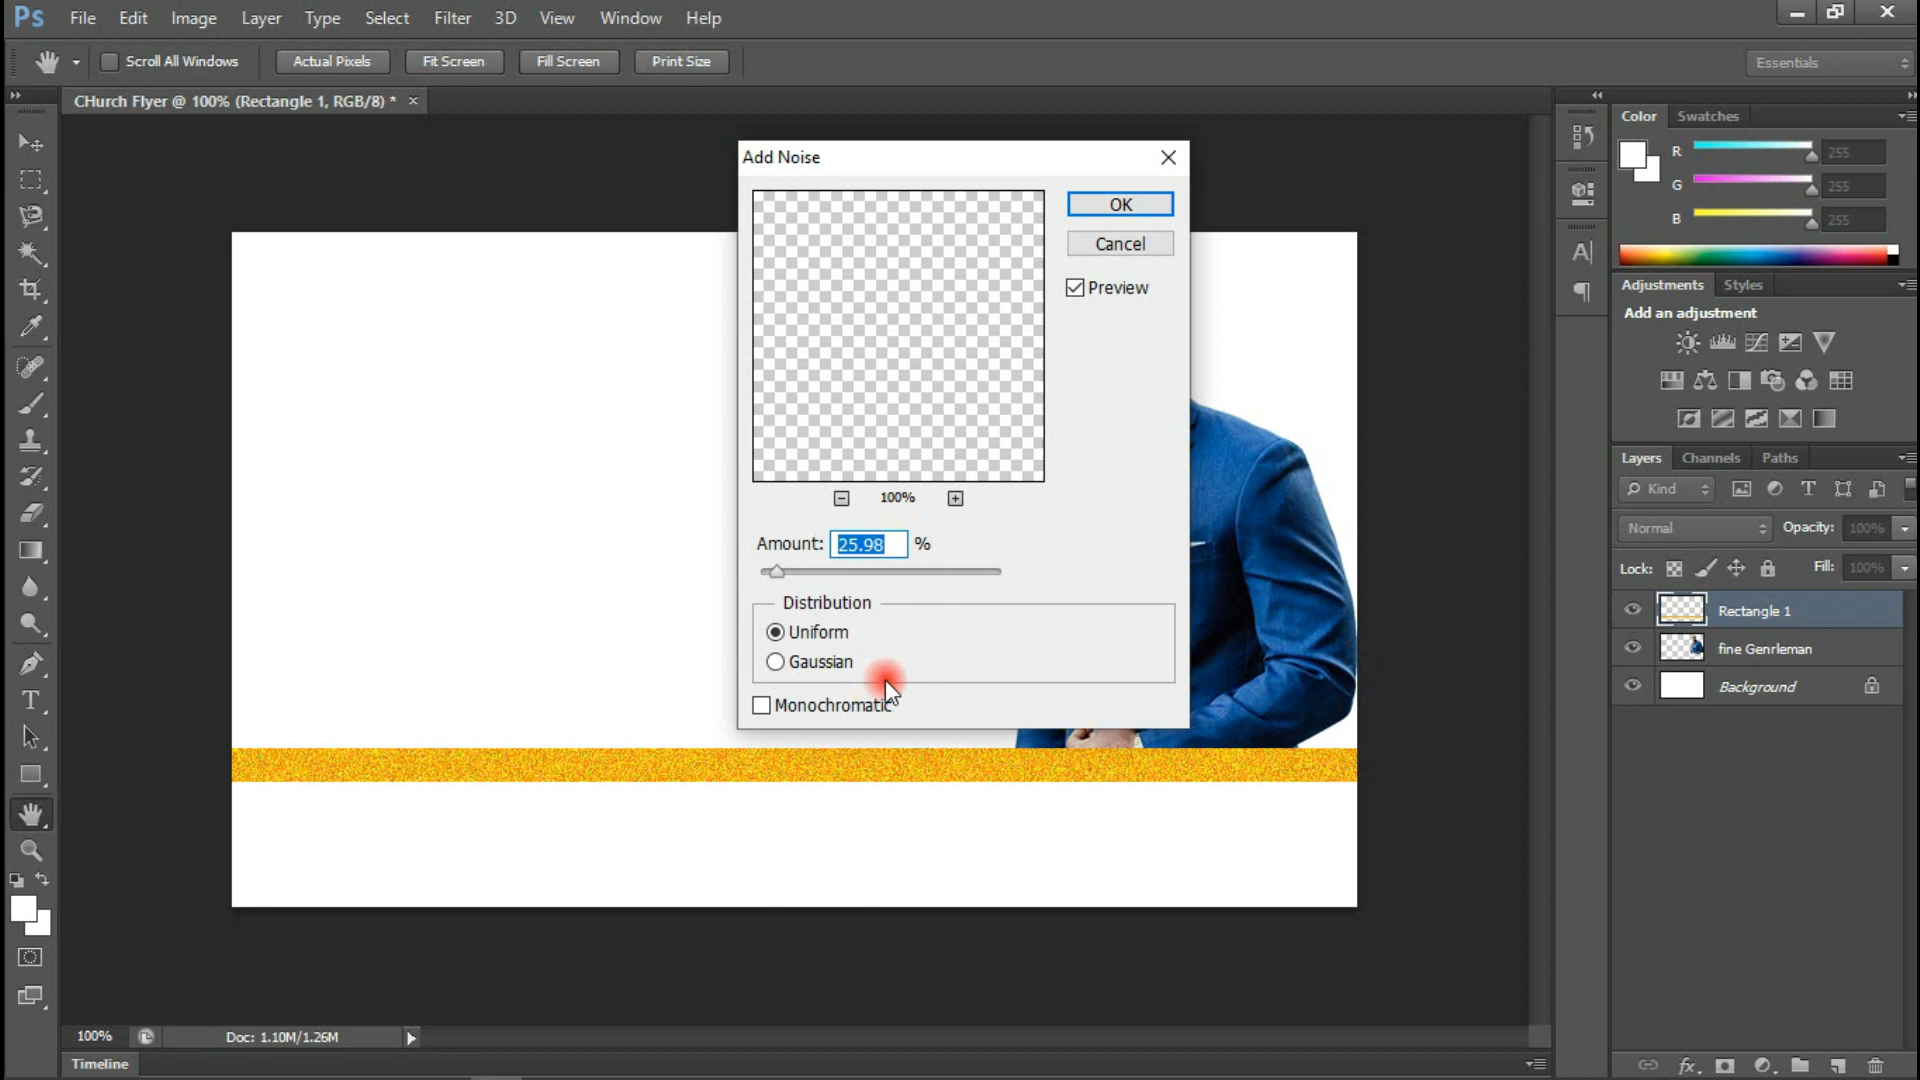 Ps File Edit Image Layer Type Select Filter 3D View Window Help
Scroll All Windows Actual Pixels Fit Screen Fill Screen Print Size Essentials
CHurch Flyer @ 100% (Rectangle 1, RGB/8) *
Add Noise
OK
Cancel
Preview
100%
Amount: 25.98 %
Distribution
Uniform
Gaussian
Monochromatic
Color Swatches
R 255
G 255
B 255
Adjustments Styles
Add an adjustment
Layers Channels Paths
Kind
Normal Opacity: 100%
Lock: Fill: 100%
Rectangle 1
fine Genrleman
Background
100% Doc: 1.10M/1.26M
Timeline